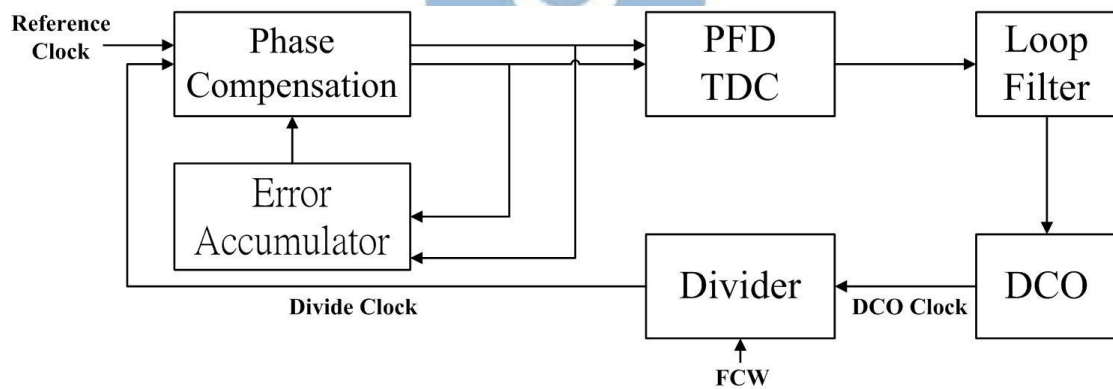 Reference
Clock
Phase
Compensation
PFD
TDC
Loop
Filter
Error
Accumulator
Divide Clock
Divider
DCO Clock
DCO
FCW